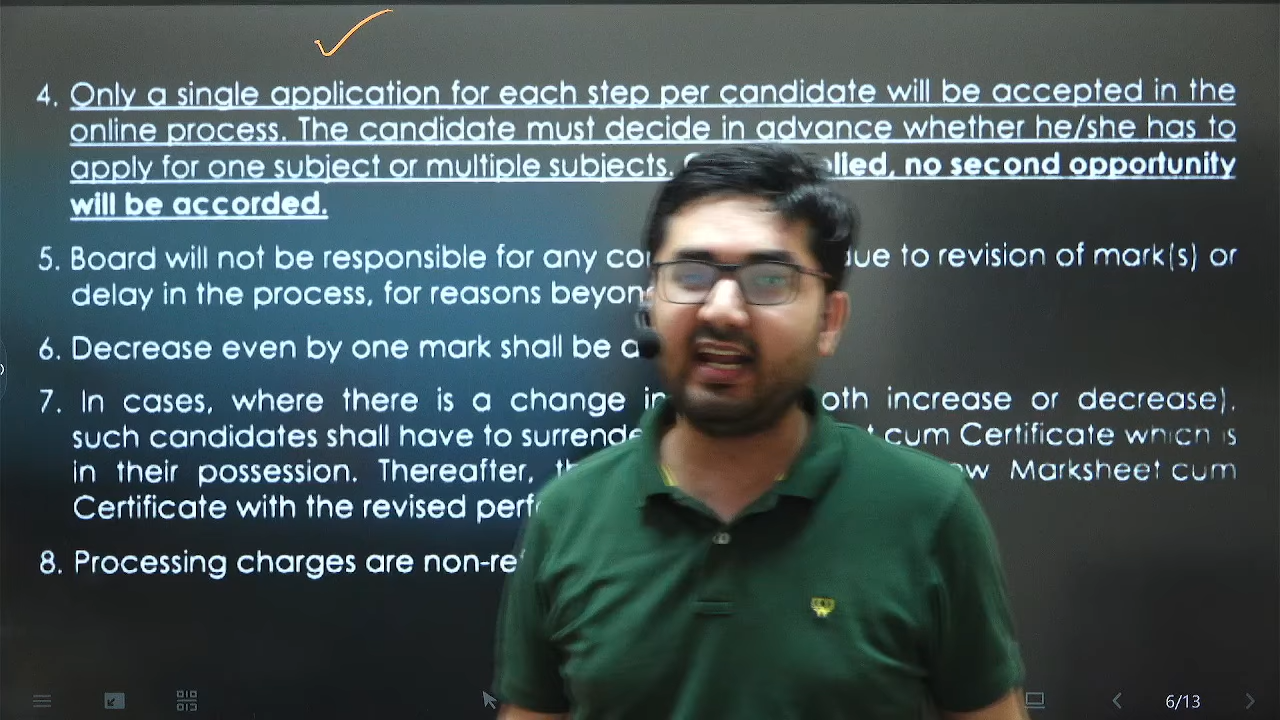 4. Only a single application for each step per candidate will be accepted in the
online process. The candidate must decide in advance whether he/she has to
apply for one subject or multiple subjects. no second opportunity
will be accorded.
5. Board will not be responsible for any due to revision of mark(s) or
delay in the process, for reasons
6. Decrease even by one mark shall be
7. In cases, where there is a change in increase or decrease).
such candidates shall have to cum Certificate which is
in their possession. Thereafter, Marksheet cum
Certificate with the revised
8. Processing charges are
6/13